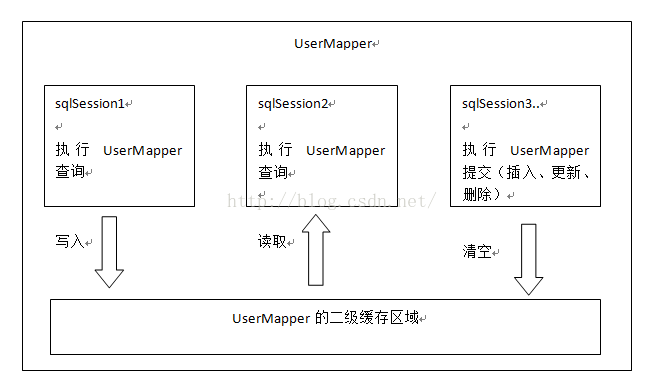 UserMapper
sqlSession1
执行 UserMapper
查询
sqlSession2
执行 UserMapper
查询
sqlSession3..
执行 UserMapper
提交（插入、更新、
删除）
http://blog.csdn.net/
写入
读取
清空
UserMapper 的二级缓存区域